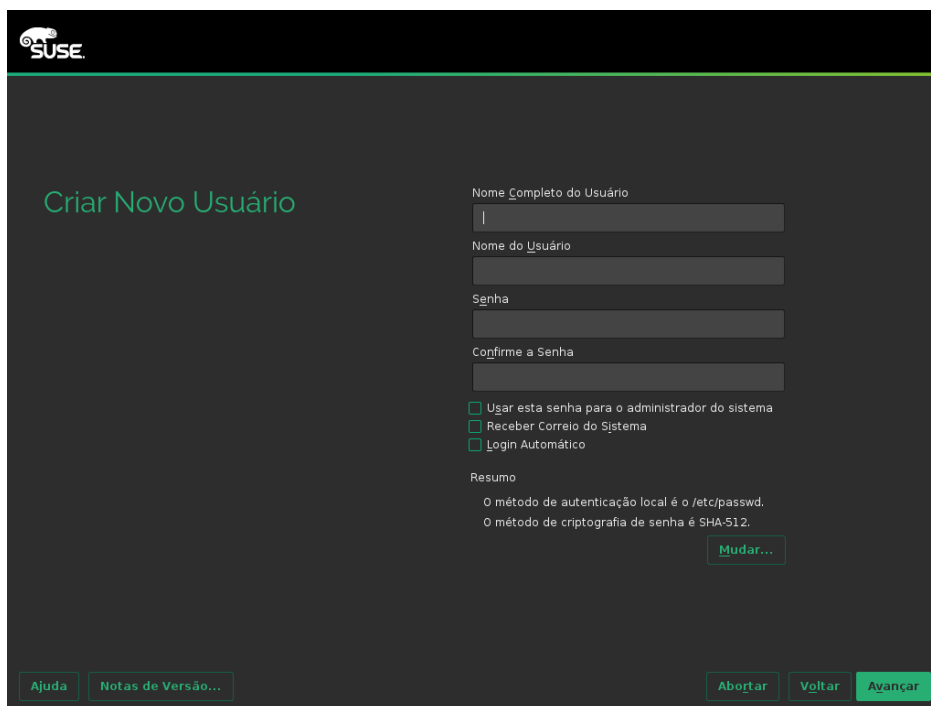 SUSE.
Criar Novo Usuário
Nome Completo do Usuário
Nome do Usuário
Senha
Confirme a Senha
Usar esta senha para o administrador do sistema
Receber Correio do Sistema
Login Automático
Resumo
O método de autenticação local é o /etc/passwd.
O método de criptografia de senha é SHA-512.
Mudar...
Ajuda
Notas de Versão...
Abortar
Voltar
Avançar